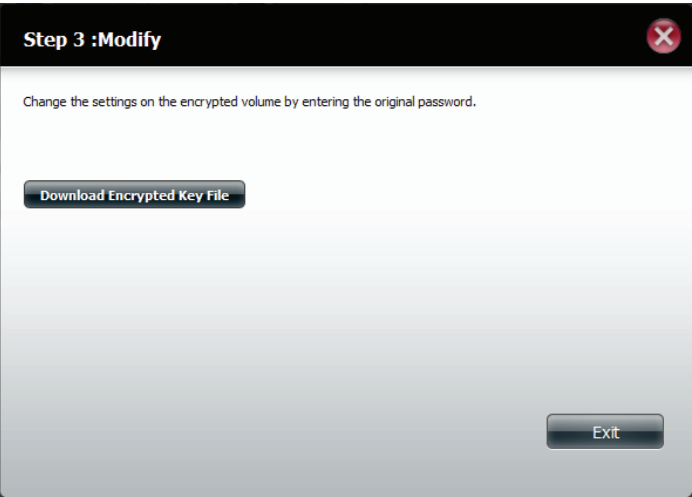 Step 3 :Modify
Change the settings on the encrypted volume by entering the original password.
Download Encrypted Key File
Exit